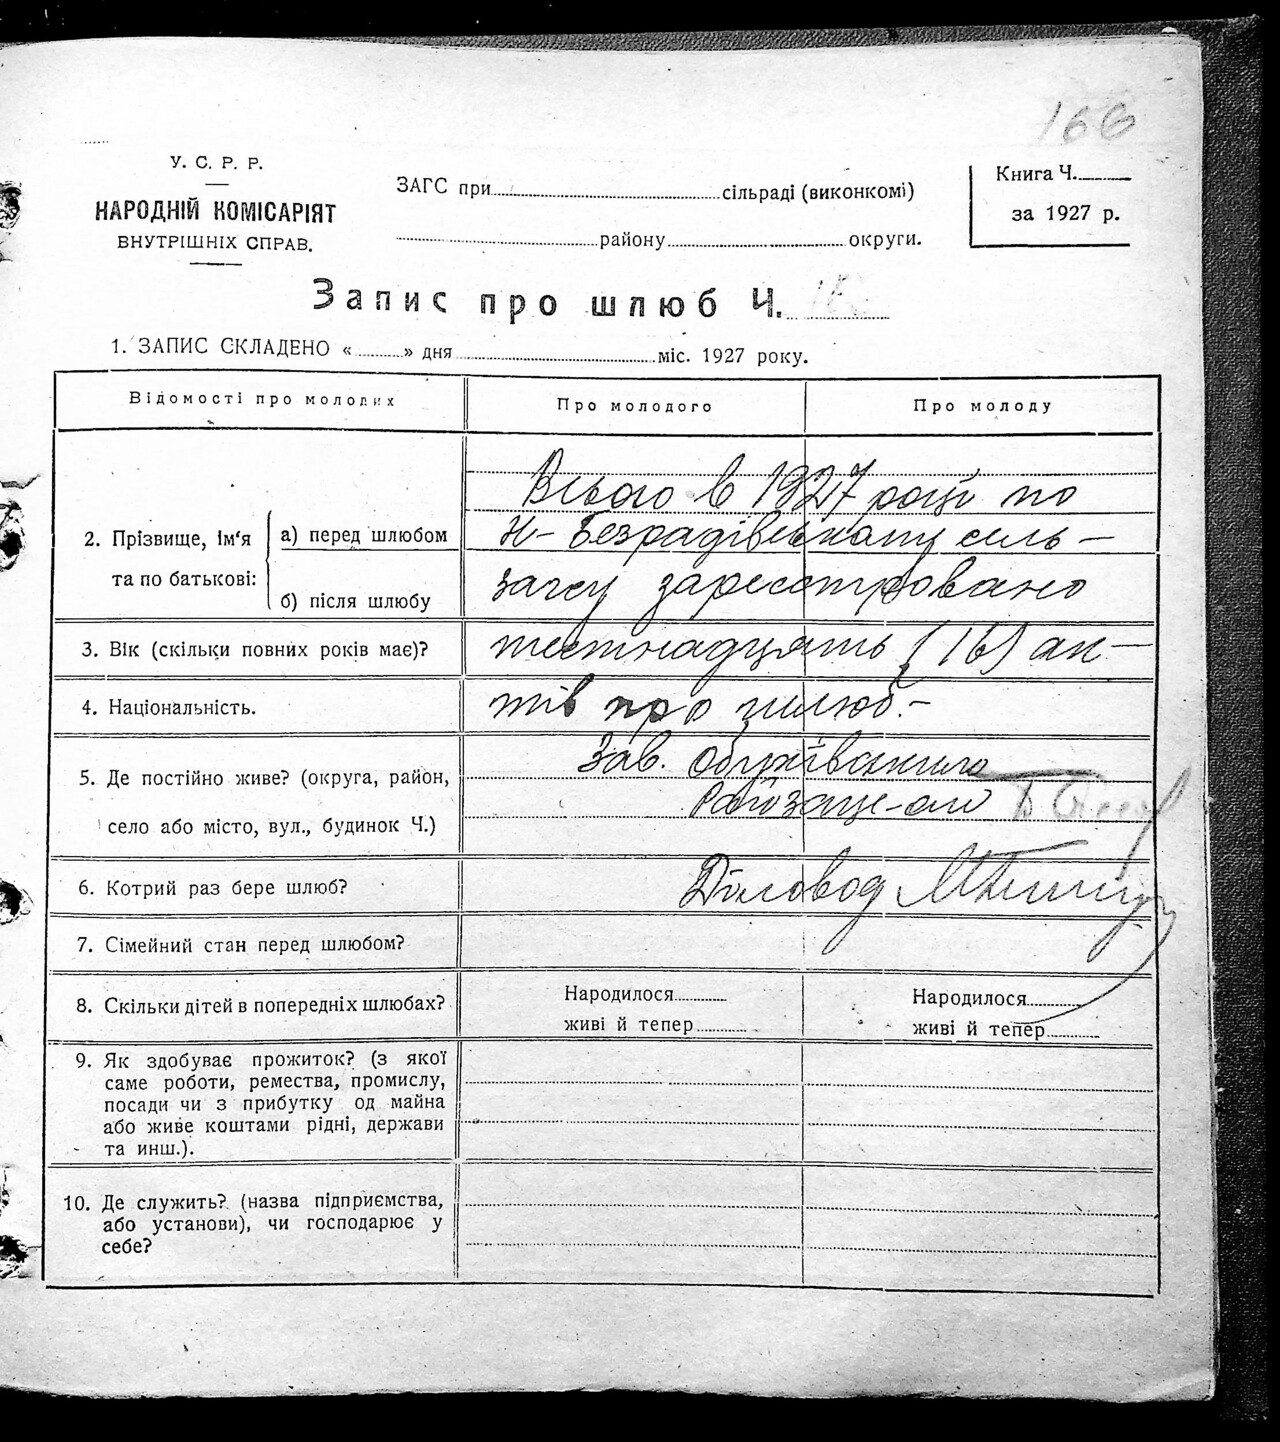 166
У. С. Р. Р.
НАРОДНІЙ КОМІСАРІЯТ
ВНУТРІШНІХ СПРАВ.
ЗАГС при сільраді (виконкомі)
району округи.
Книга Ч.
за 1927 р.
Запис про шлюб Ч.
1. ЗАПИС СКЛАДЕНО « » дня міс. 1927 року.
Відомості про молодих
Про молодого
Про молоду
2. Прізвище, ім'я та по батькові:
а) перед шлюбом
б) після шлюбу
Всього в 1927 році по
Н-Безрадівському сель-
загсу зареєстровано
3. Вік (скільки повних років має)?
шестнадцять (16) ак-
4. Національність.
тів про шлюб.-
5. Де постійно живе? (округа, район,
село або місто, вул., будинок Ч.)
Зав. Обухівським
6. Котрий раз бере шлюб?
Діловод
7. Сімейний стан перед шлюбом?
8. Скільки дітей в попередніх шлюбах?
Народилося
живі й тепер
Народилося
живі й тепер
9. Як здобуває прожиток? (з якої
саме роботи, ремества, промислу,
посади чи з прибутку од майна
або живе коштами рідні, держави
та инш.).
10. Де служить? (назва підприємства,
або установи), чи господарює у
себе?